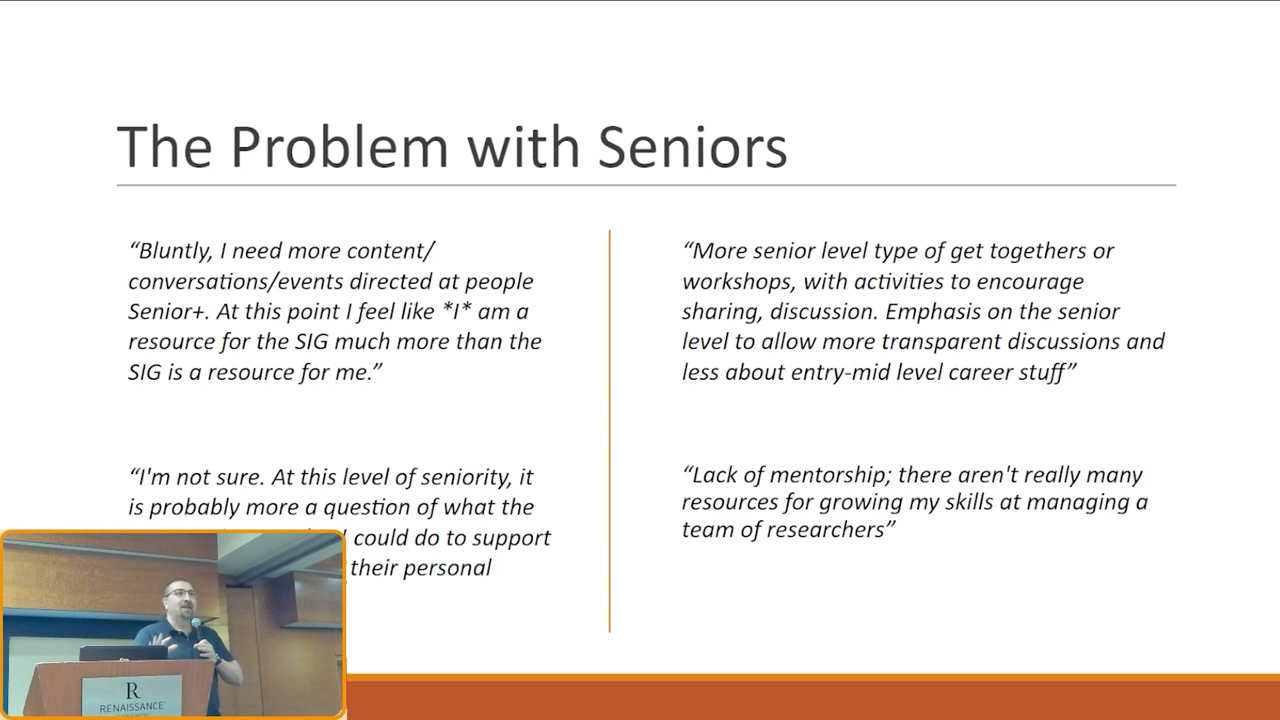 The Problem with Seniors
“Bluntly, I need more content/
conversations/events directed at people
Senior+. At this point I feel like *I* am a
resource for the SIG much more than the
SIG is a resource for me.”
“I'm not sure. At this level of seniority, it
is probably more a question of what the
could do to support
their personal
“More senior level type of get togethers or
workshops, with activities to encourage
sharing, discussion. Emphasis on the senior
level to allow more transparent discussions and
less about entry-mid level career stuff”
“Lack of mentorship; there aren't really many
resources for growing my skills at managing a
team of researchers”
R
RENAISSANCE